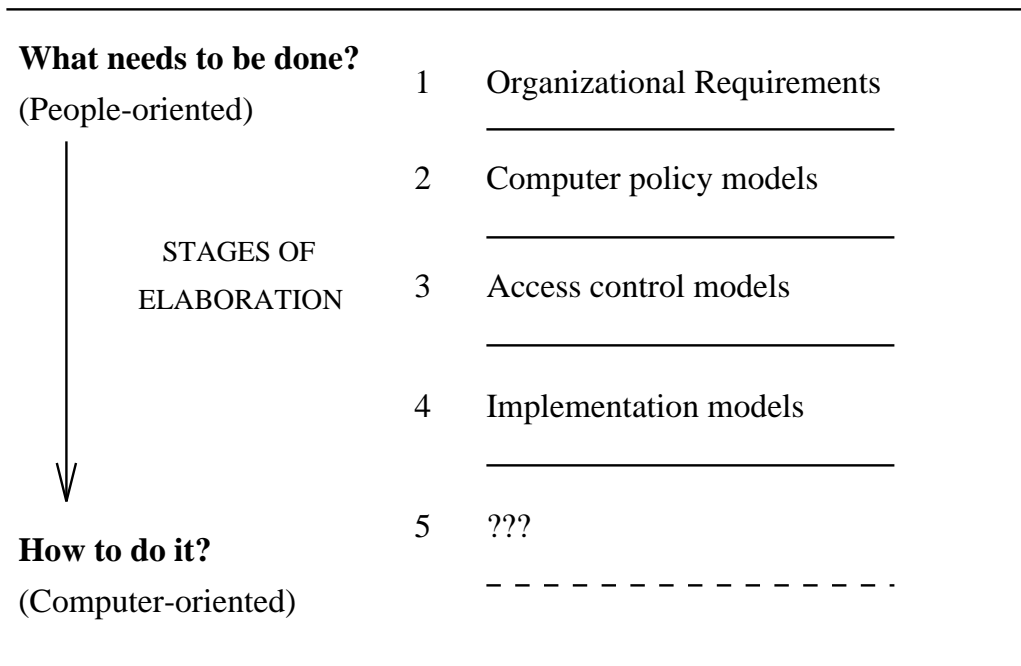 What needs to be done?
(People-oriented)
1 Organizational Requirements
2 Computer policy models
STAGES OF
ELABORATION
3 Access control models
4 Implementation models
5 ???
How to do it?
(Computer-oriented)